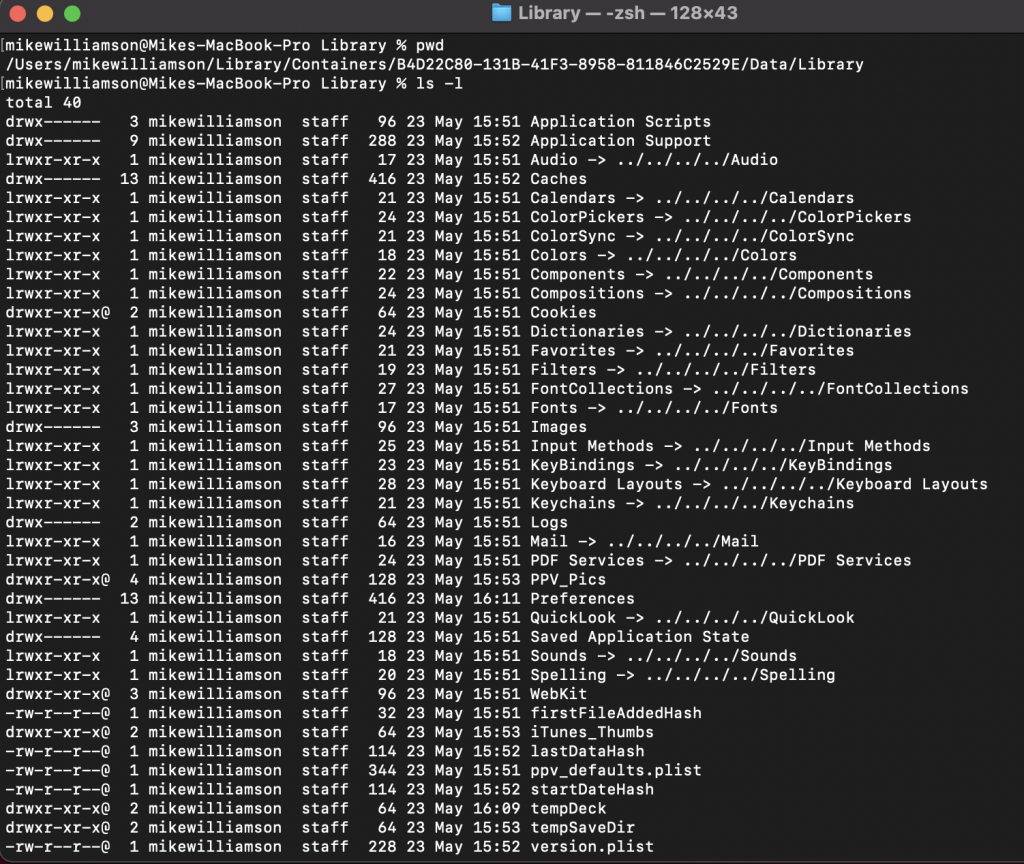 Library — -zsh — 128×43
[mikewilliamson@Mikes-MacBook-Pro Library % pwd
/Users/mikewilliamson/Library/Containers/B4D22C80-131B-41F3-8958-811846C2529E/Data/Library
[mikewilliamson@Mikes-MacBook-Pro Library % ls -l
total 40
drwx------   3 mikewilliamson  staff   96 23 May 15:51 Application Scripts
drwx------   9 mikewilliamson  staff  288 23 May 15:52 Application Support
lrwxr-xr-x   1 mikewilliamson  staff   17 23 May 15:51 Audio -> ../../../../Audio
drwx------  13 mikewilliamson  staff  416 23 May 15:52 Caches
lrwxr-xr-x   1 mikewilliamson  staff   21 23 May 15:51 Calendars -> ../../../../Calendars
lrwxr-xr-x   1 mikewilliamson  staff   24 23 May 15:51 ColorPickers -> ../../../../ColorPickers
lrwxr-xr-x   1 mikewilliamson  staff   21 23 May 15:51 ColorSync -> ../../../../ColorSync
lrwxr-xr-x   1 mikewilliamson  staff   18 23 May 15:51 Colors -> ../../../../Colors
lrwxr-xr-x   1 mikewilliamson  staff   22 23 May 15:51 Components -> ../../../../Components
lrwxr-xr-x   1 mikewilliamson  staff   24 23 May 15:51 Compositions -> ../../../../Compositions
drwxr-xr-x@  2 mikewilliamson  staff   64 23 May 15:51 Cookies
lrwxr-xr-x   1 mikewilliamson  staff   24 23 May 15:51 Dictionaries -> ../../../../Dictionaries
lrwxr-xr-x   1 mikewilliamson  staff   21 23 May 15:51 Favorites -> ../../../../Favorites
lrwxr-xr-x   1 mikewilliamson  staff   19 23 May 15:51 Filters -> ../../../../Filters
lrwxr-xr-x   1 mikewilliamson  staff   27 23 May 15:51 FontCollections -> ../../../../FontCollections
lrwxr-xr-x   1 mikewilliamson  staff   17 23 May 15:51 Fonts -> ../../../../Fonts
drwx------   3 mikewilliamson  staff   96 23 May 15:51 Images
lrwxr-xr-x   1 mikewilliamson  staff   25 23 May 15:51 Input Methods -> ../../../../Input Methods
lrwxr-xr-x   1 mikewilliamson  staff   23 23 May 15:51 KeyBindings -> ../../../../KeyBindings
lrwxr-xr-x   1 mikewilliamson  staff   28 23 May 15:51 Keyboard Layouts -> ../../../../Keyboard Layouts
lrwxr-xr-x   1 mikewilliamson  staff   21 23 May 15:51 Keychains -> ../../../../Keychains
drwx------   2 mikewilliamson  staff   64 23 May 15:51 Logs
lrwxr-xr-x   1 mikewilliamson  staff   16 23 May 15:51 Mail -> ../../../../Mail
lrwxr-xr-x   1 mikewilliamson  staff   24 23 May 15:51 PDF Services -> ../../../../PDF Services
drwxr-xr-x@  4 mikewilliamson  staff  128 23 May 15:53 PPV_Pics
drwx------  13 mikewilliamson  staff  416 23 May 16:11 Preferences
lrwxr-xr-x   1 mikewilliamson  staff   21 23 May 15:51 QuickLook -> ../../../../QuickLook
drwx------   4 mikewilliamson  staff  128 23 May 15:51 Saved Application State
lrwxr-xr-x   1 mikewilliamson  staff   18 23 May 15:51 Sounds -> ../../../../Sounds
lrwxr-xr-x   1 mikewilliamson  staff   20 23 May 15:51 Spelling -> ../../../../Spelling
drwxr-xr-x@  3 mikewilliamson  staff   96 23 May 15:51 WebKit
-rw-r--r--@  1 mikewilliamson  staff   32 23 May 15:51 firstFileAddedHash
drwxr-xr-x@  2 mikewilliamson  staff   64 23 May 15:53 iTunes_Thumbs
-rw-r--r--@  1 mikewilliamson  staff  114 23 May 15:52 lastDataHash
-rw-r--r--@  1 mikewilliamson  staff  344 23 May 15:51 ppv_defaults.plist
-rw-r--r--@  1 mikewilliamson  staff  114 23 May 15:52 startDateHash
drwxr-xr-x@  2 mikewilliamson  staff   64 23 May 16:09 tempDeck
drwxr-xr-x@  2 mikewilliamson  staff   64 23 May 15:53 tempSaveDir
-rw-r--r--@  1 mikewilliamson  staff  228 23 May 15:52 version.plist